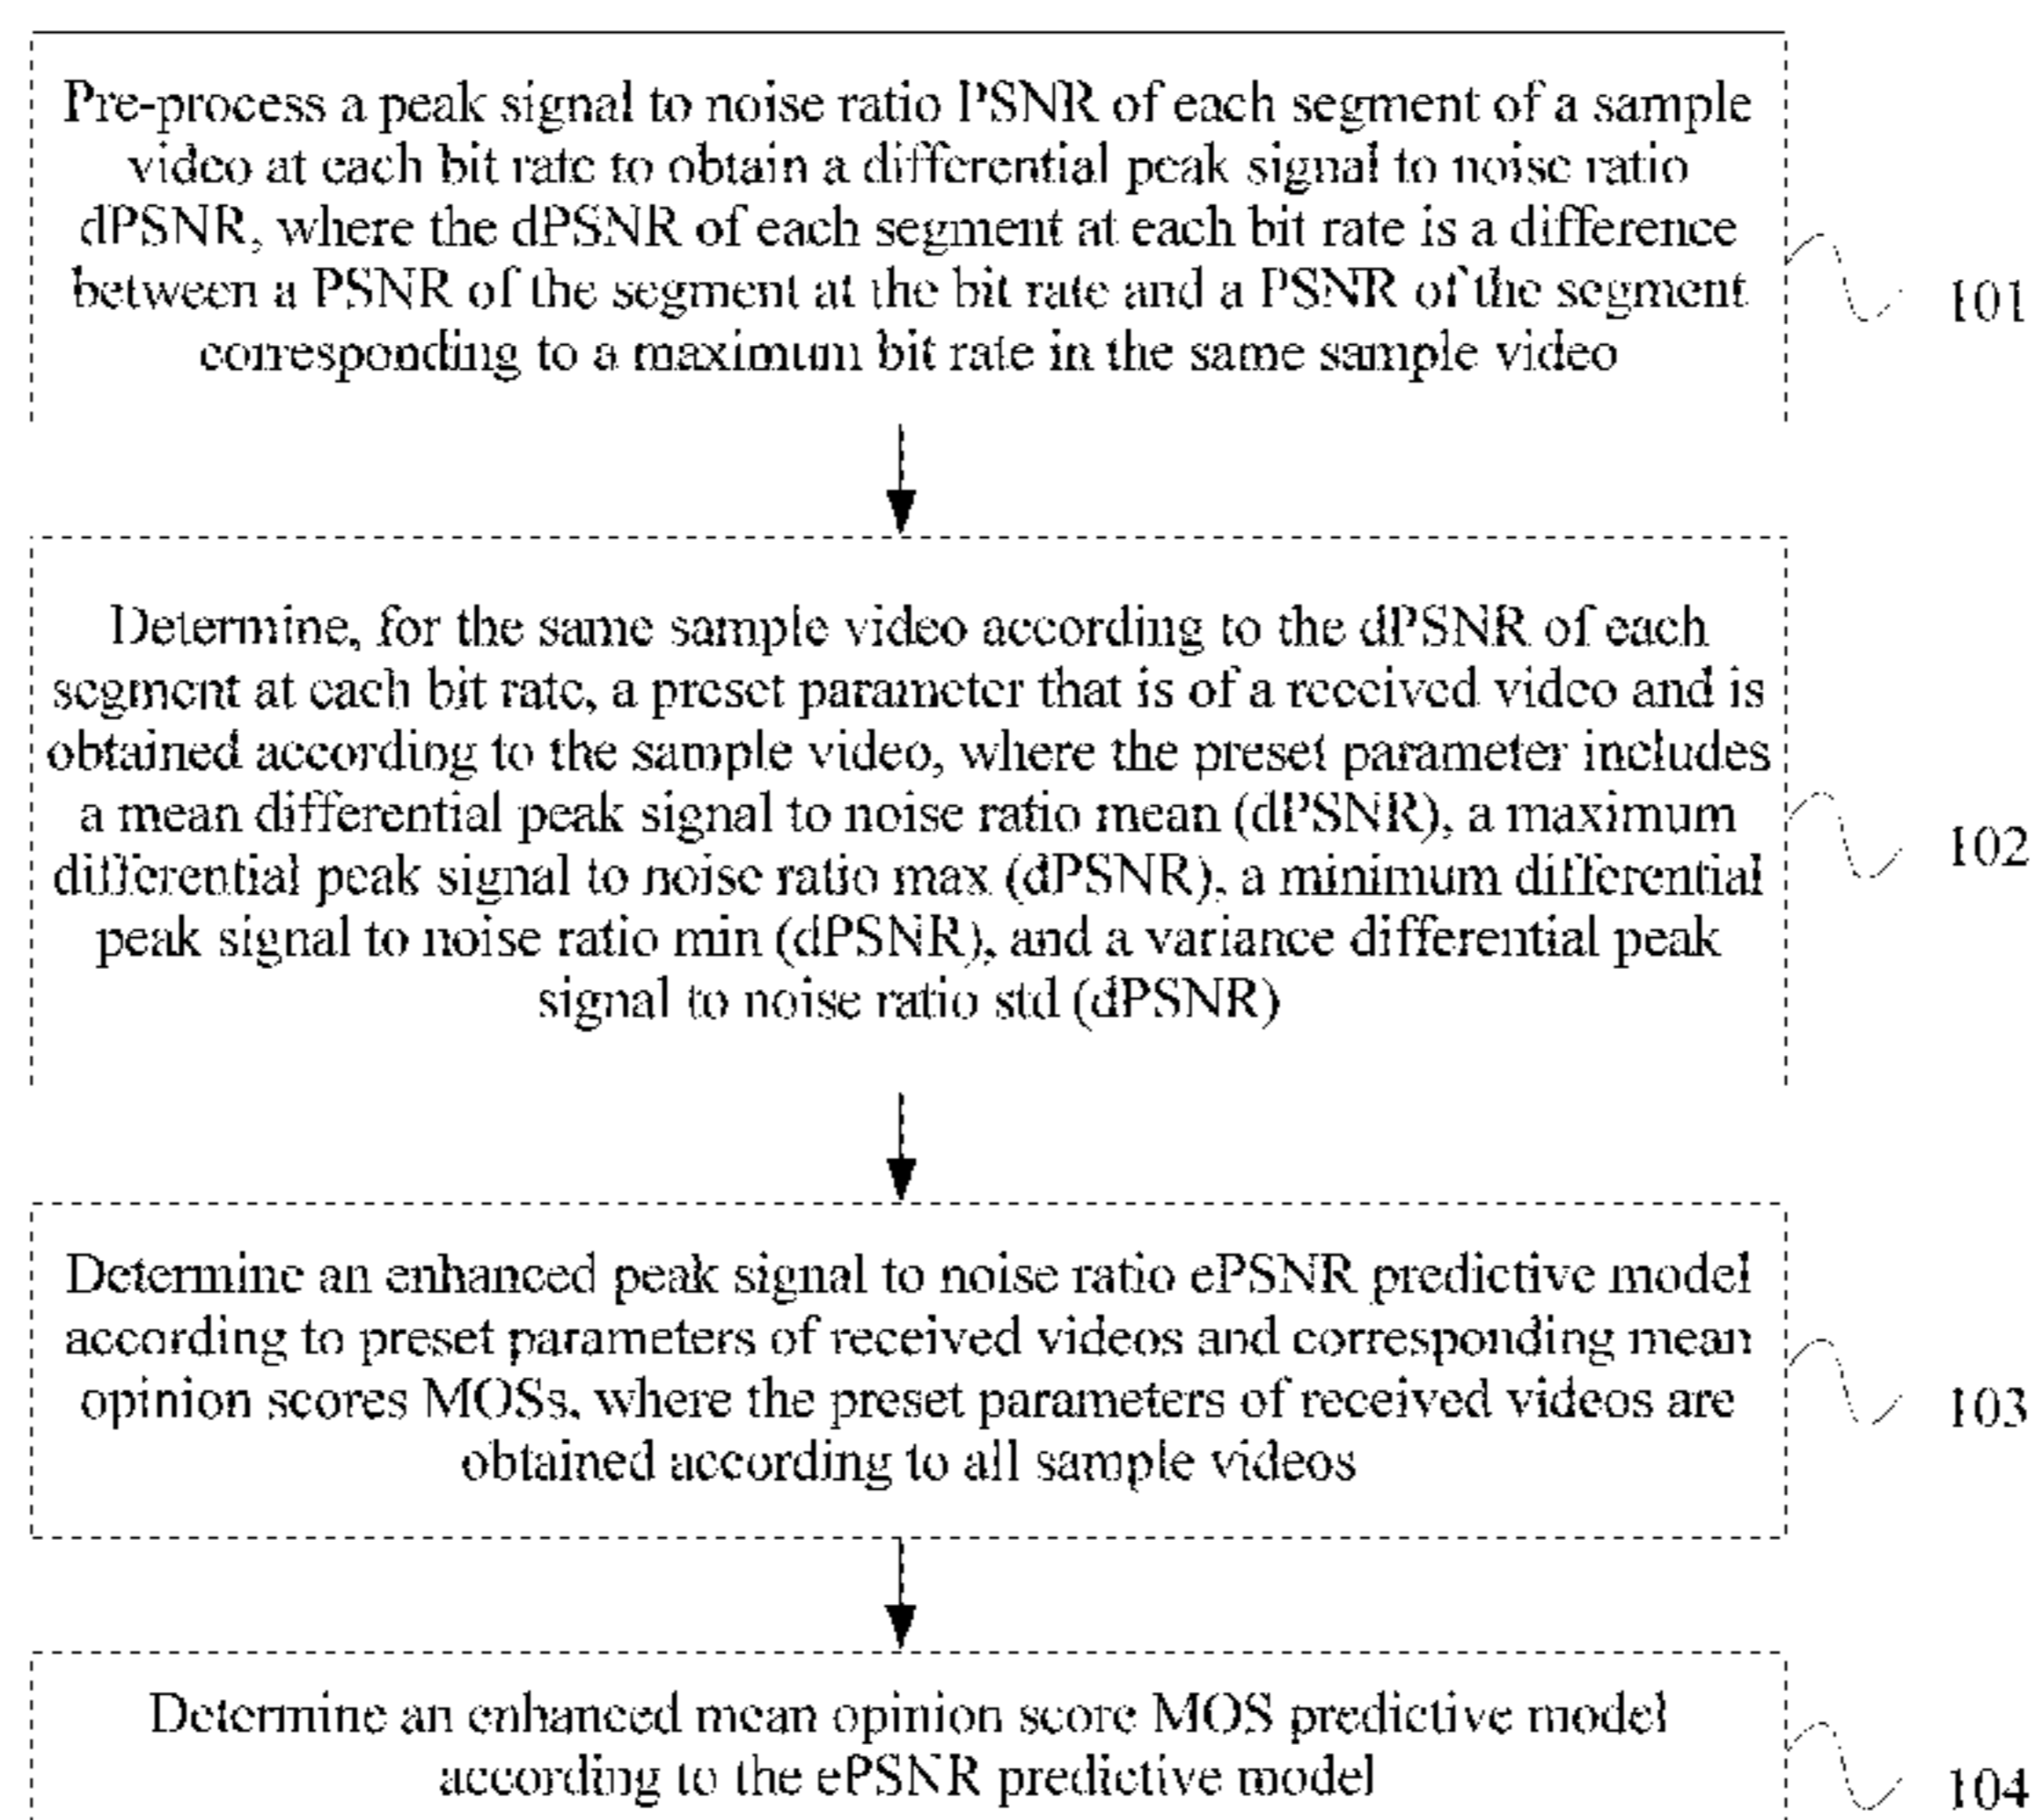 Pre-process a peak signal to noise ratio PSNR of each segment of a sample
video at each bit rate to obtain a differential peak signal to noise ratio
dPSNR, where the dPSNR of each segment at each bit rate is a difference
between a PSNR of the segment at the bit rate and a PSNR of the segment
corresponding to a maximum bit rate in the same sample video
101
Determine, for the same sample video according to the dPSNR of each
segment at each bit rate, a preset parameter that is of a received video and is
obtained according to the sample video, where the preset parameter includes
a mean differential peak signal to noise ratio mean (dPSNR), a maximum
differential peak signal to noise ratio max (dPSNR), a minimum differential
peak signal to noise ratio min (dPSNR), and a variance differential peak
signal to noise ratio std (dPSNR)
102
Determine an enhanced peak signal to noise ratio ePSNR predictive model
according to preset parameters of received videos and corresponding mean
opinion scores MOSs, where the preset parameters of received videos are
obtained according to all sample videos
103
Determine an enhanced mean opinion score MOS predictive model
according to the ePSNR predictive model
104